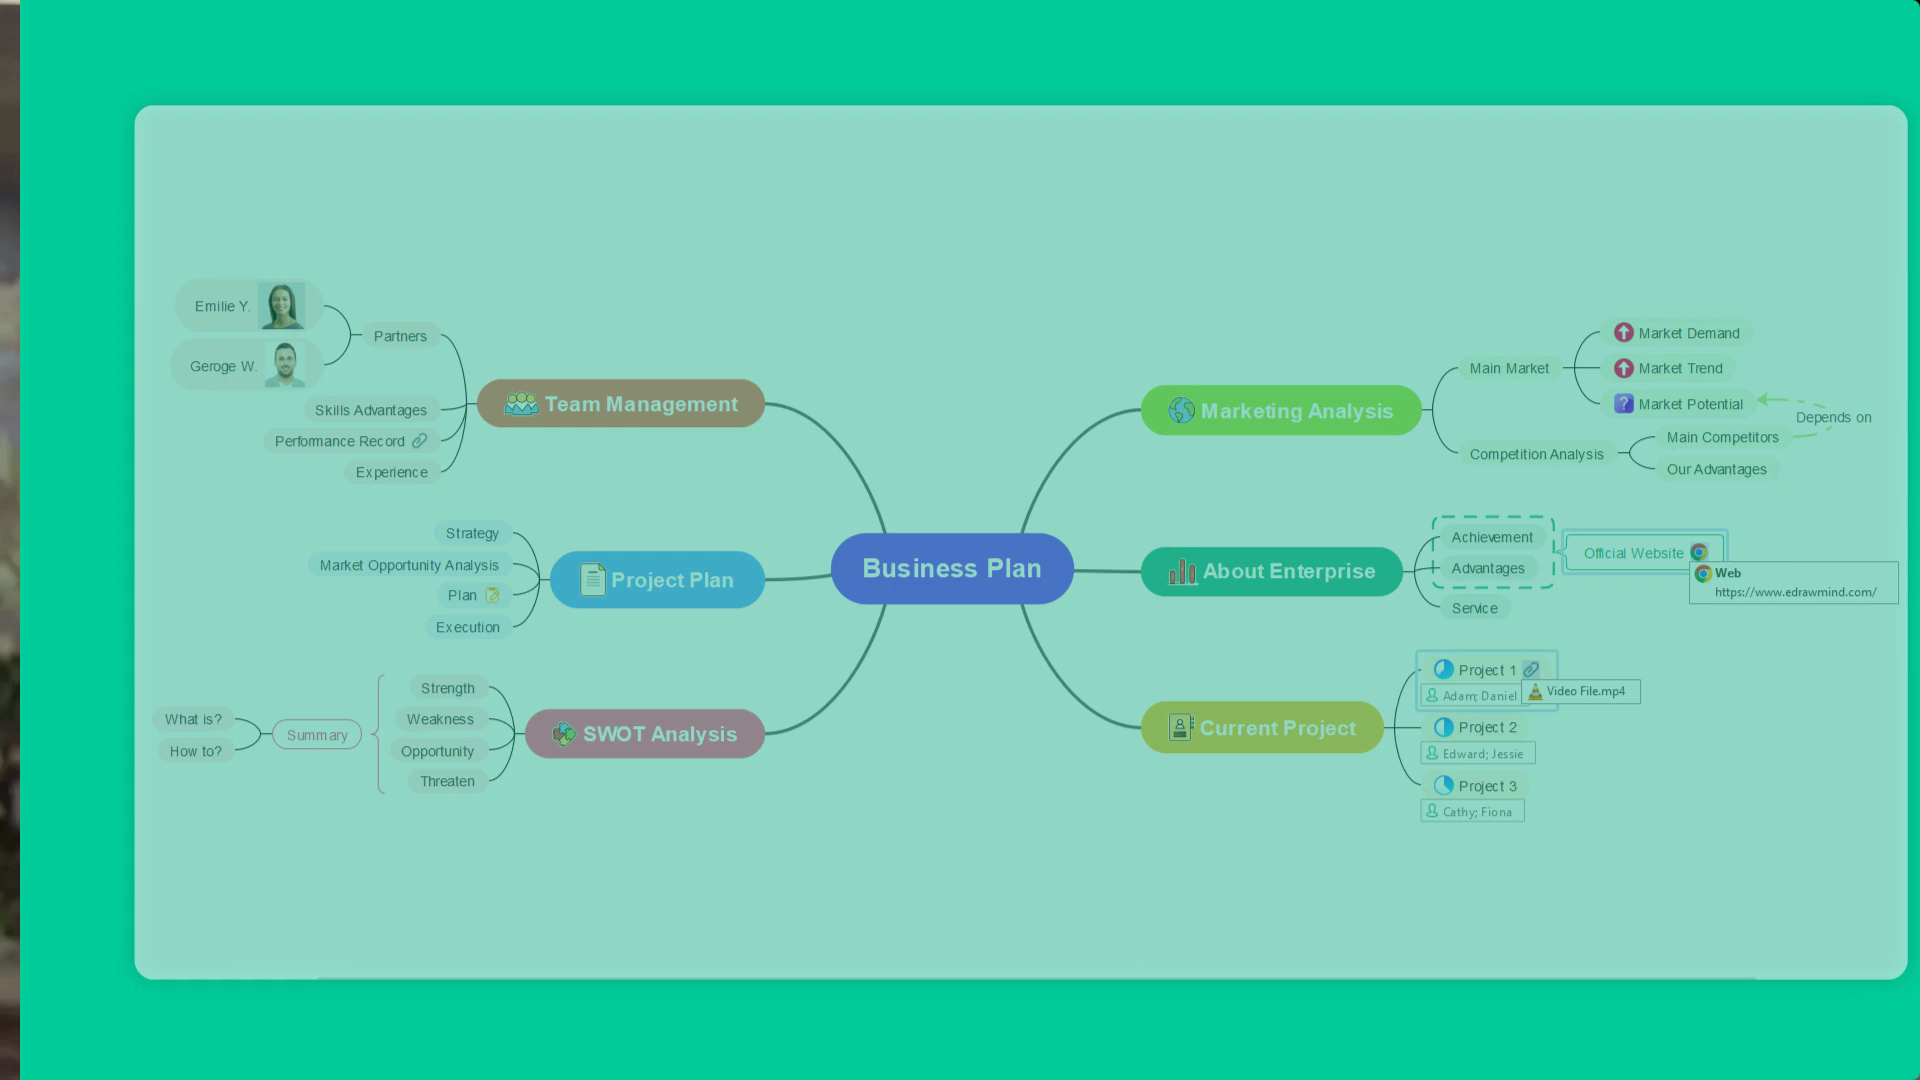 Business Plan
Team Management
Partners
Emilie Y.
Geroge W.
Skills Advantages
Performance Record
Experience
Project Plan
Strategy
Market Opportunity Analysis
Plan
Execution
SWOT Analysis
Strength
Weakness
Opportunity
Threaten
Summary
What is?
How to?
Marketing Analysis
Main Market
Market Demand
Market Trend
? Market Potential
Depends on
Competition Analysis
Main Competitors
Our Advantages
About Enterprise
Achievement
Advantages
Service
Official Website
Web
https://www.edrawmind.com/
Current Project
Project 1
Adam; Daniel
Video File.mp4
Project 2
Edward; Jessie
Project 3
Cathy; Fiona